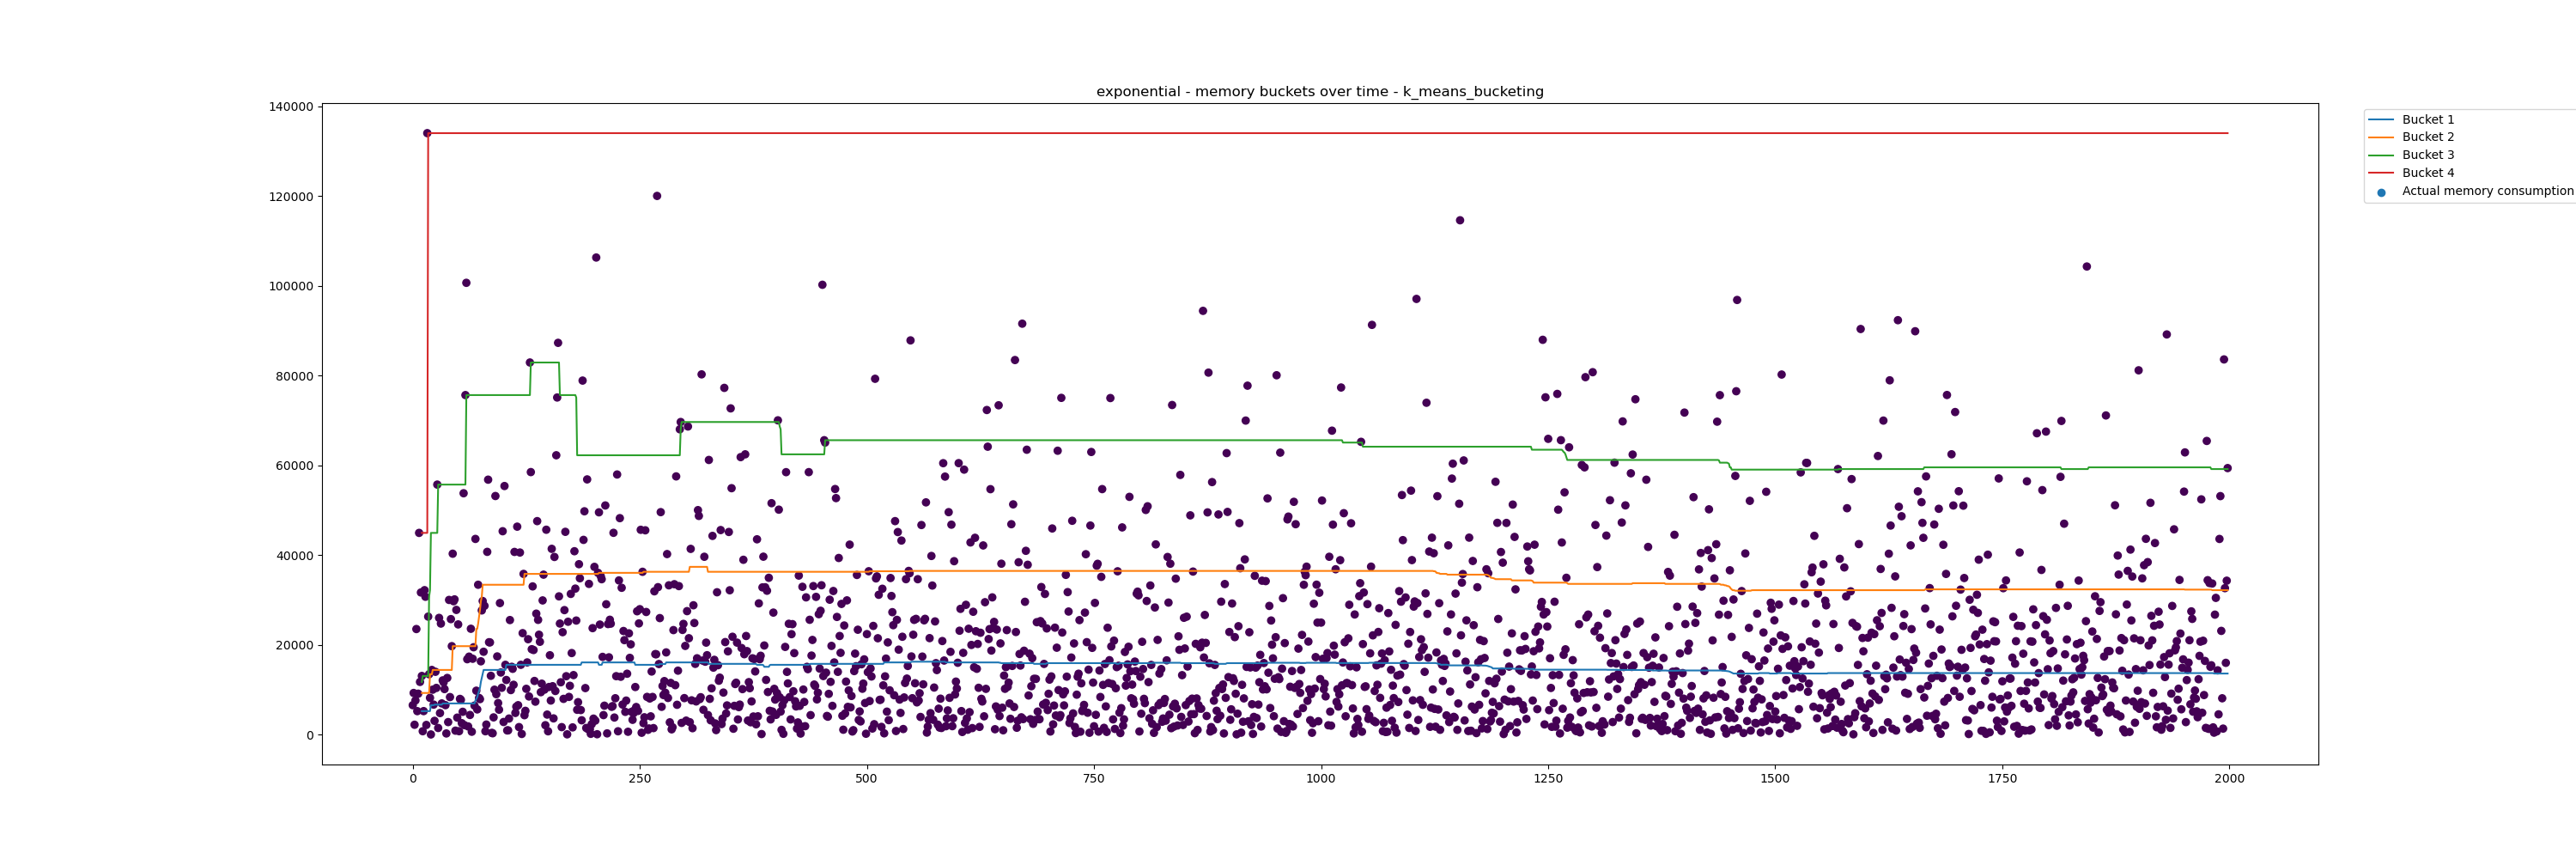 exponential - memory buckets over time - k_means_bucketing
140000
120000
100000
80000
60000
40000
20000
0
0 250 500 750 1000 1250 1500 1750 2000
Bucket 1
Bucket 2
Bucket 3
Bucket 4
Actual memory consumption